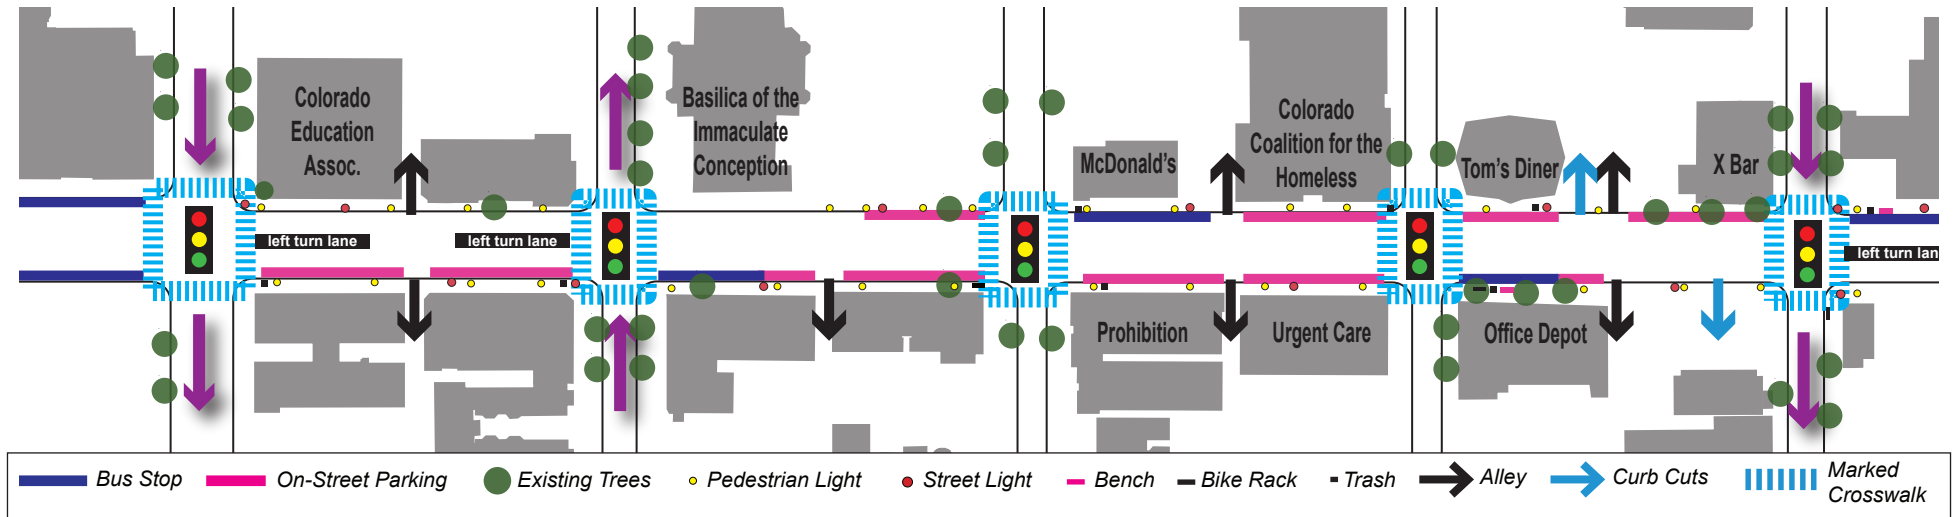 Colorado
Education
Assoc.
Basilica of the
Immaculate
Conception
McDonald's
Colorado
Coalition for the
Homeless
Tom's Diner
X Bar
left turn lane
left turn lane
left turn lan
Prohibition
Urgent Care
Office Depot
Bus Stop
On-Street Parking
Existing Trees
Pedestrian Light
Street Light
Bench
Bike Rack
Trash
Alley
Curb Cuts
Marked
Crosswalk